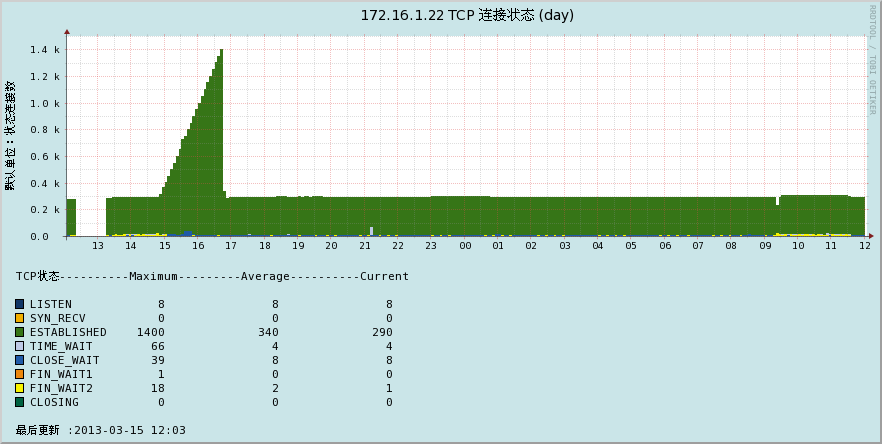 172.16.1.22 TCP 连接状态 (day)
RRDTOOL / TOBI OETIKER
默认单位:状态连接数
1.4 k
1.2 k
1.0 k
0.8 k
0.6 k
0.4 k
0.2 k
0.0
13 14 15 16 17 18 19 20 21 22 23 00 01 02 03 04 05 06 07 08 09 10 11 12
TCP状态----------Maximum---------Average----------Current
LISTEN 8 8 8
SYN_RECV 0 0 0
ESTABLISHED 1400 340 290
TIME_WAIT 66 4 4
CLOSE_WAIT 39 8 8
FIN_WAIT1 1 0 0
FIN_WAIT2 18 2 1
CLOSING 0 0 0
最后更新 :2013-03-15 12:03